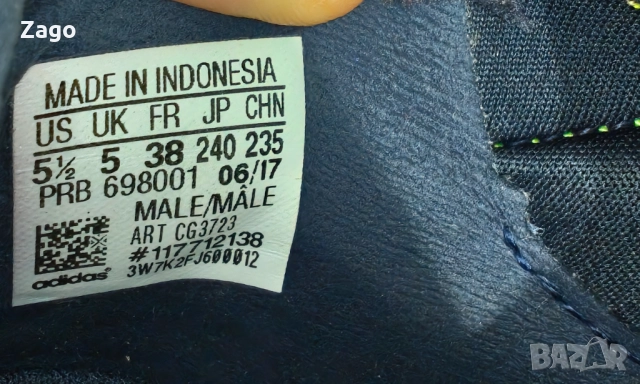 Zago
MADE IN INDONESIA
US UK FR JP CHN
5½ 5 38 240 235
PRB 698001 06/17
MALE/MÂLE
ART CG3723
#117712138
3W7K2FJ600012
adidas
BAZAR